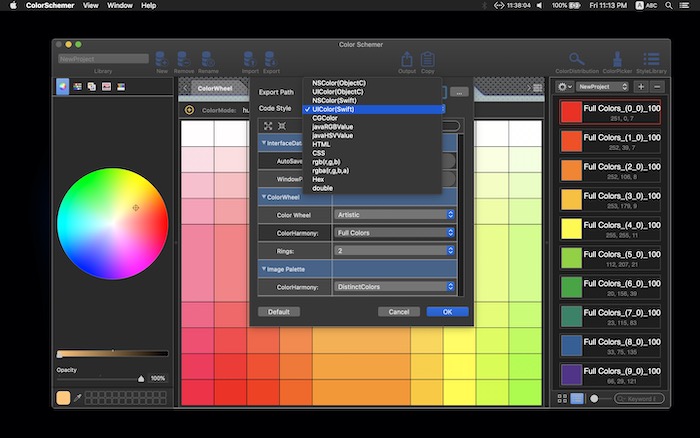 ColorSchemer View Window Help
11:38:04 100% Fri 11:13 PM A ABC
Color Schemer
NewProject
Library New Remove Rename Import Export Output Copy ColorDistribution ColorPicker StyleLibrary
ColorWheel
ColorMode:
Export Path
...
Code Style
NSColor(ObjectC)
UIColor(ObjectC)
NSColor(Swift)
UIColor(Swift)
CGColor
javaRGBValue
javaHSVValue
HTML
CSS
rgb(r,g,b)
rgba(r,g,b,a)
Hex
double
InterfaceData
AutoSave
WindowP
ColorWheel
Color Wheel Artistic
ColorHarmony: Full Colors
Rings: 2
Image Palette
ColorHarmony: DistinctColors
Default Cancel OK
Opacity
100%
NewProject
Full Colors_(0_0)_100
251, 0, 7
Full Colors_(1_0)_100
252, 39, 7
Full Colors_(2_0)_100
Full Colors_(3_0)_100
253, 179, 9
Full Colors_(4_0)_100
255, 255, 11
Full Colors_(5_0)_100
112, 207, 21
Full Colors_(6_0)_100
20, 158, 39
Full Colors_(7_0)_100
23, 115, 83
Full Colors_(8_0)_100
33, 75, 135
Full Colors_(9_0)_100
66, 29, 121
Keyword